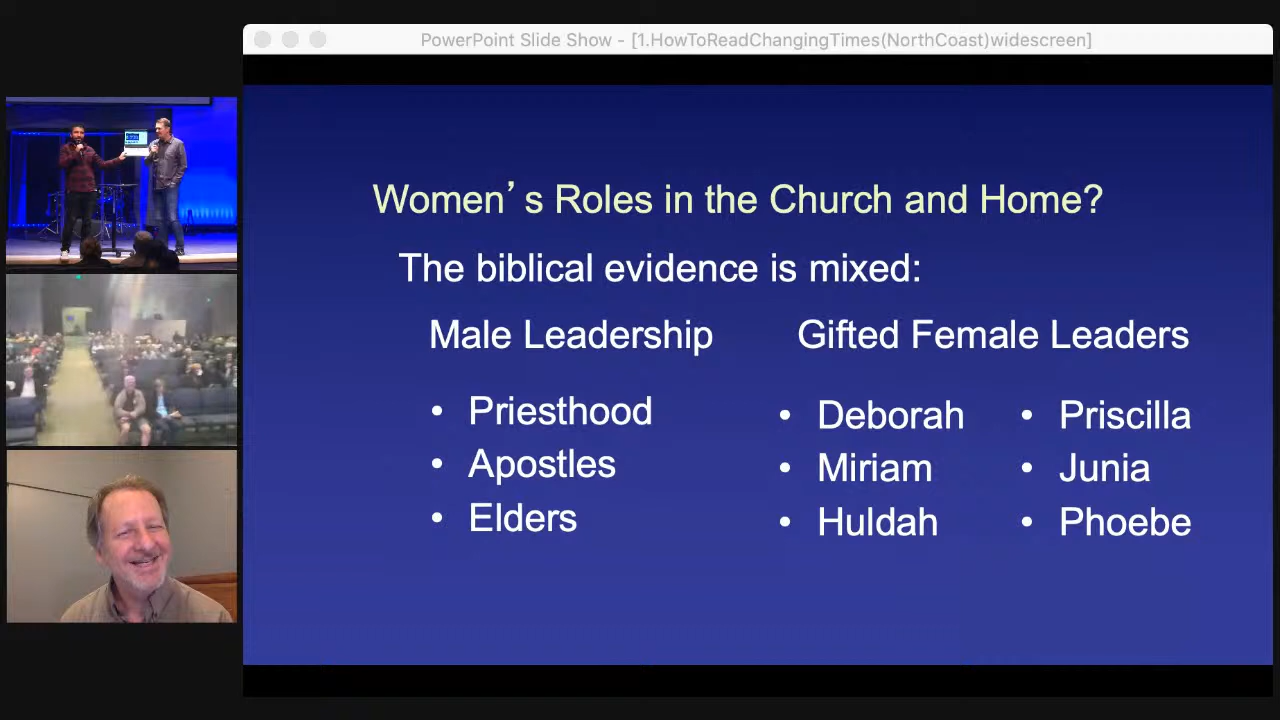 PowerPoint Slide Show - [1.HowToReadChangingTimes(NorthCoast)widescreen]
Women’s Roles in the Church and Home?
The biblical evidence is mixed:
Male Leadership
• Priesthood
• Apostles
• Elders
Gifted Female Leaders
• Deborah
• Miriam
• Huldah
• Priscilla
• Junia
• Phoebe